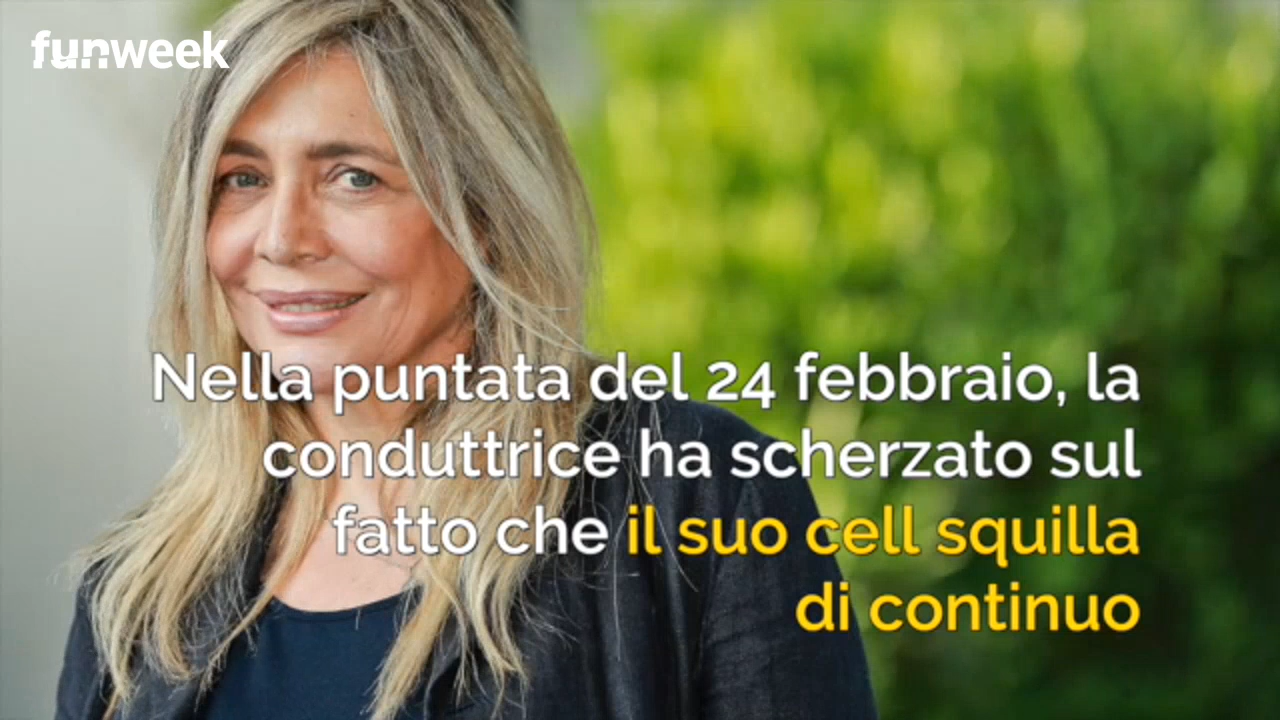 funweek
Nella puntata del 24 febbraio, la
conduttrice ha scherzato sul
fatto che il suo cell squilla
di continuo